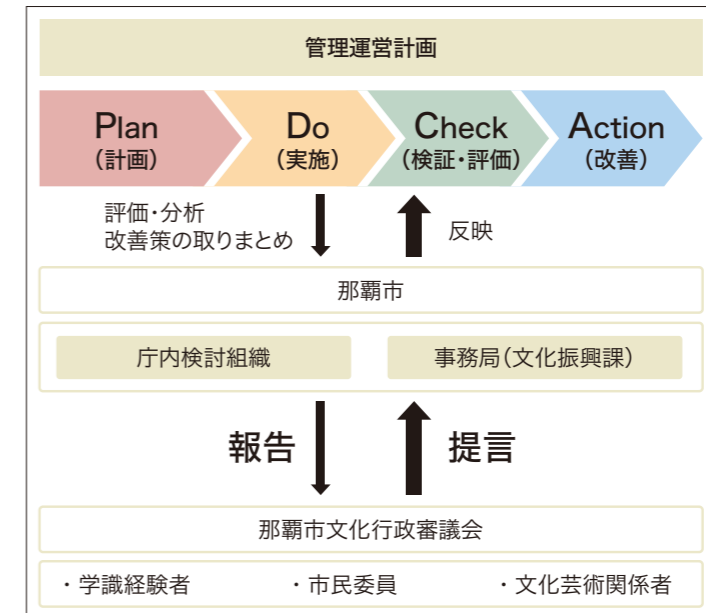 管理運営計画
Plan
(計画)
Do
(実施)
Check
(検証・評価)
Action
(改善)
評価・分析
改善策の取りまとめ
反映
那覇市
庁内検討組織
事務局(文化振興課)
報告
提言
那覇市文化行政審議会
・学識経験者
・市民委員
・文化芸術関係者